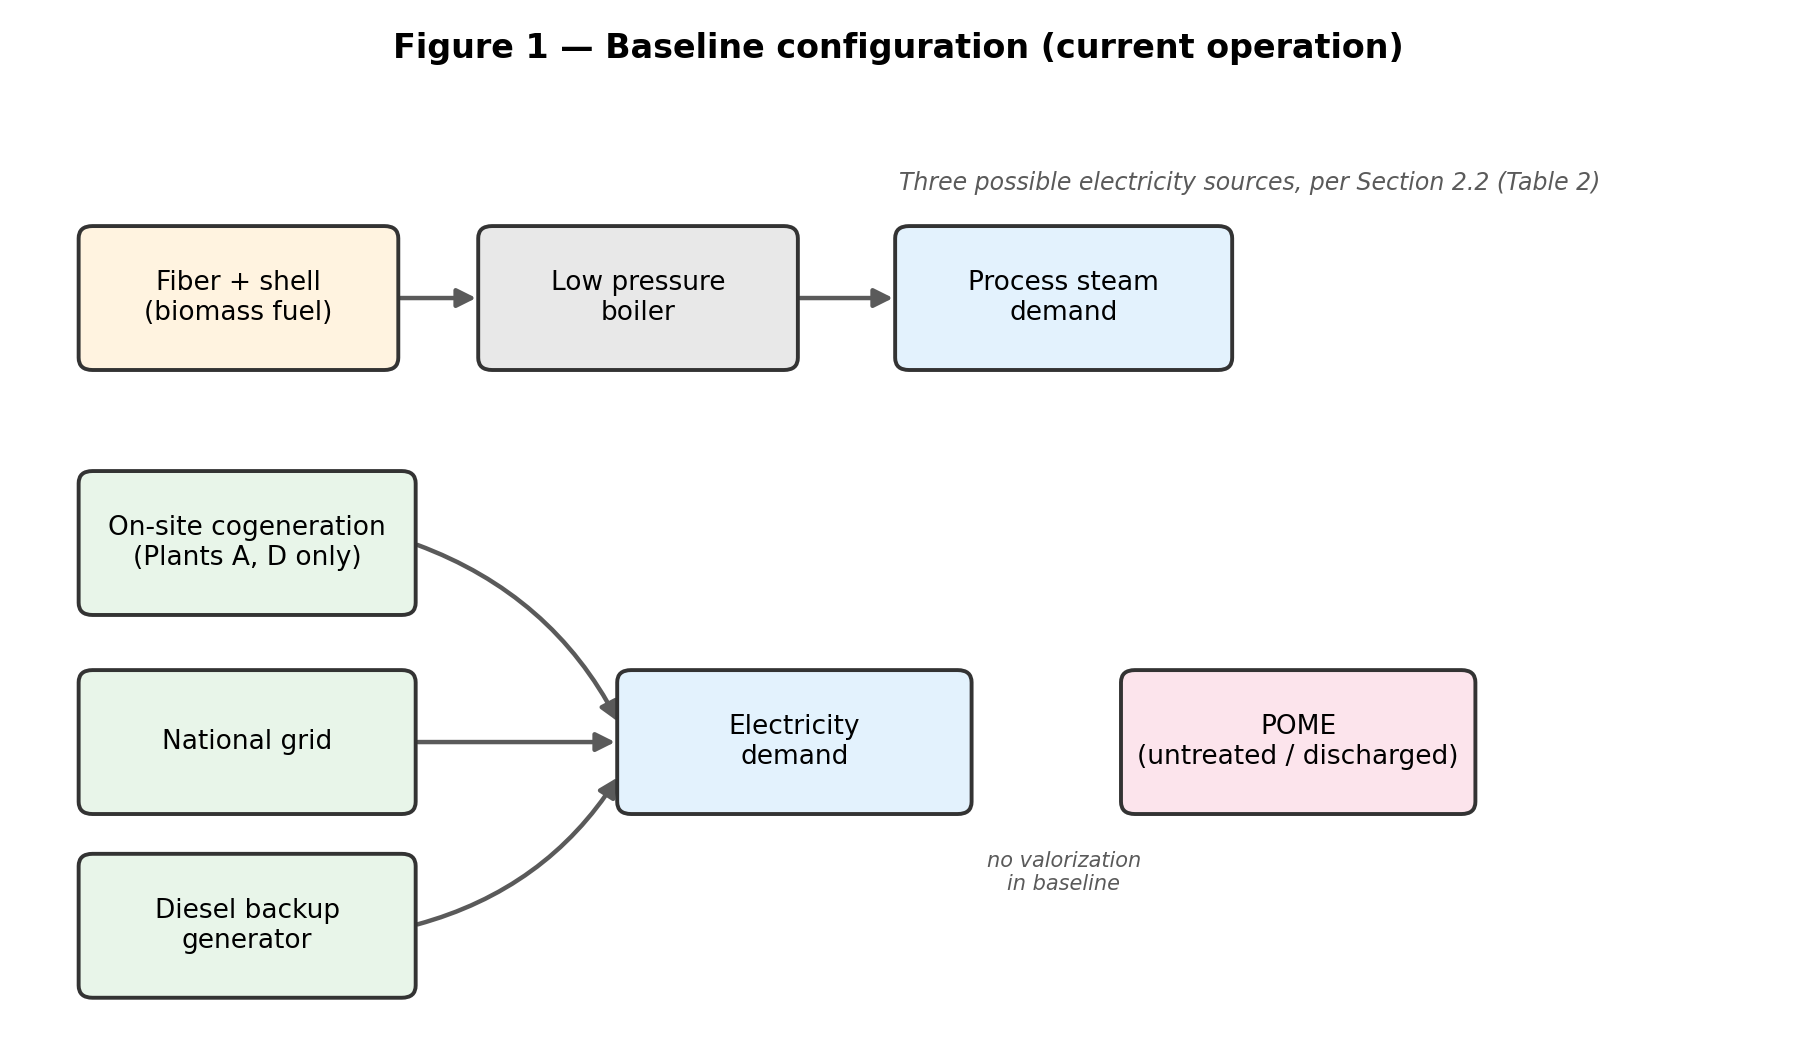 Figure 1 — Baseline configuration (current operation)
Three possible electricity sources, per Section 2.2 (Table 2)
Fiber + shell
(biomass fuel)
Low pressure
boiler
Process steam
demand
On-site cogeneration
(Plants A, D only)
National grid
Electricity
demand
POME
(untreated / discharged)
no valorization
in baseline
Diesel backup
generator